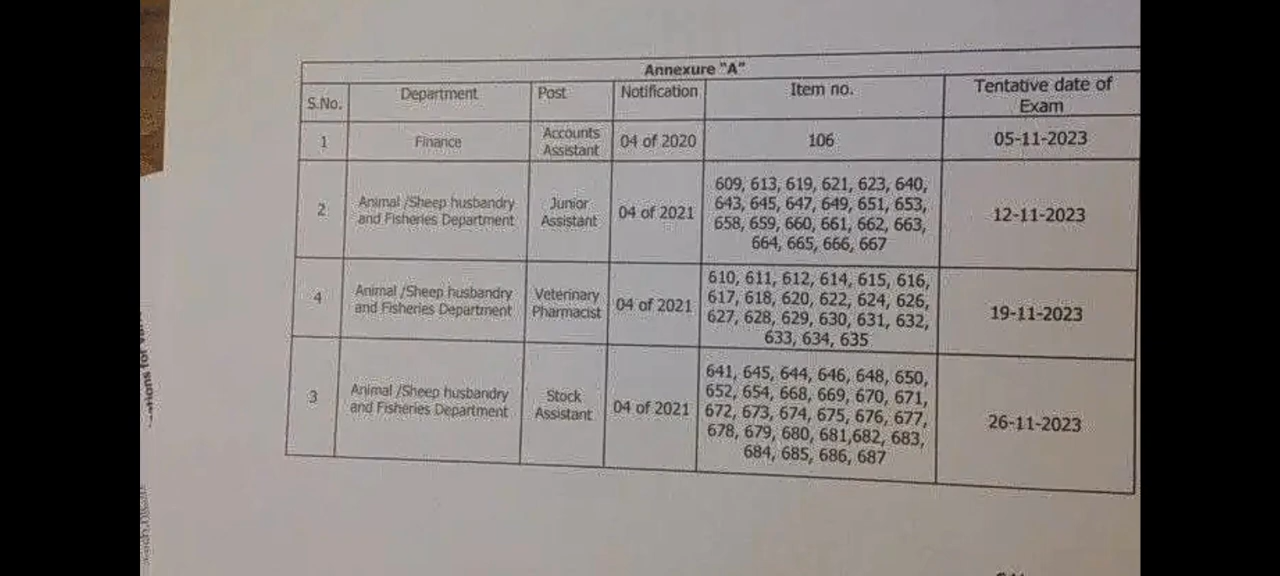 Annexure "A"
S.No. Department Post Notification Item no. Tentative date of
Exam
1 Finance Accounts
Assistant 04 of 2020 106 05-11-2023
2 Animal /Sheep husbandry
and Fisheries Department Junior
Assistant 04 of 2021 609, 613, 619, 621, 623, 640,
643, 645, 647, 649, 651, 653,
658, 659, 660, 661, 662, 663,
664, 665, 666, 667 12-11-2023
4 Animal /Sheep husbandry
and Fisheries Department Veterinary
Pharmacist 04 of 2021 610, 611, 612, 614, 615, 616,
617, 618, 620, 622, 624, 626,
627, 628, 629, 630, 631, 632,
633, 634, 635 19-11-2023
3 Animal /Sheep husbandry
and Fisheries Department Stock
Assistant 04 of 2021 641, 645, 644, 646, 648, 650,
652, 654, 668, 669, 670, 671,
672, 673, 674, 675, 676, 677,
678, 679, 680, 681,682, 683,
684, 685, 686, 687 26-11-2023